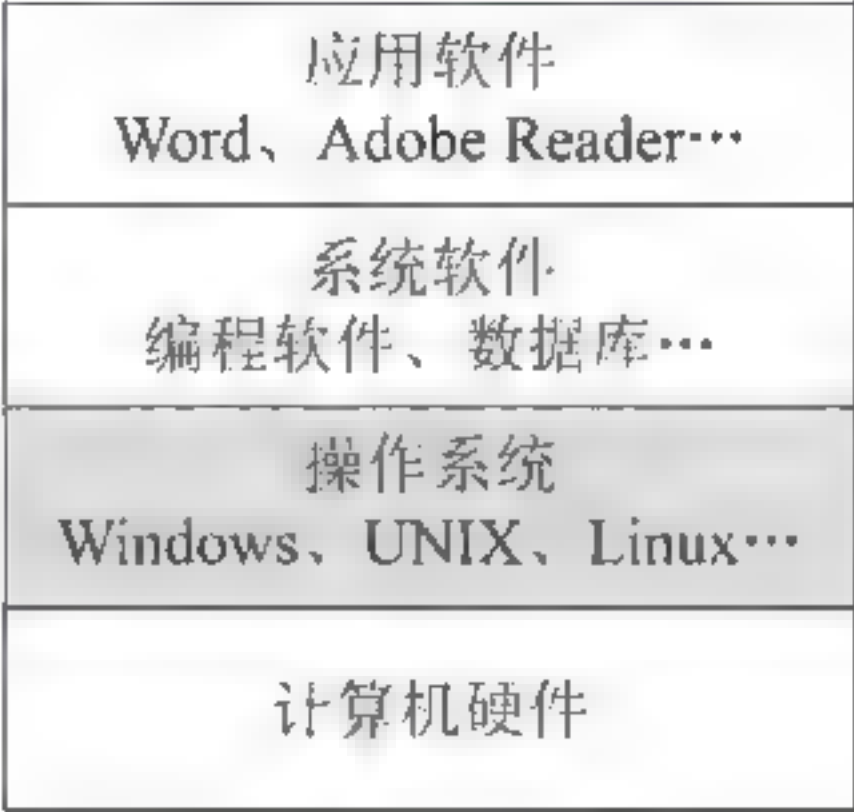 应用软件
Word、Adobe Reader…
系统软件
编程软件、数据库…
操作系统
Windows、UNIX、Linux…
计算机硬件